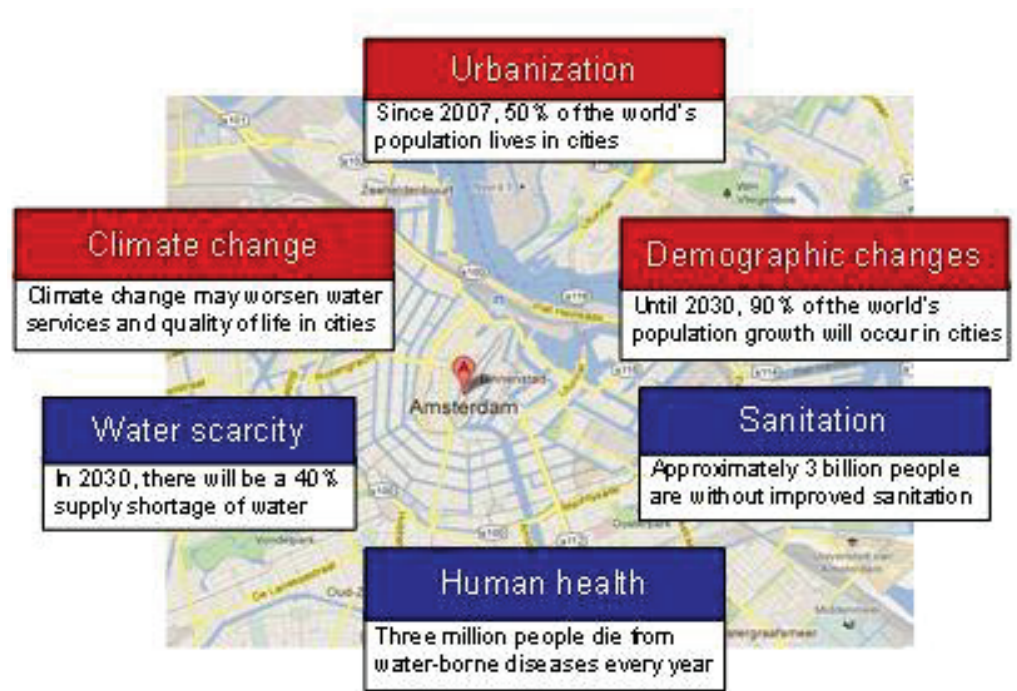 Urbanization
Since 2007, 50% of the world's
population lives in cities
Climate change
Climate change may worsen water
services and quality of life in cities
Demographic changes
Until 2030, 90% of the world's
population growth will occur in cities
Water scarcity
In 2030, there will be a 40%
supply shortage of water
Sanitation
Approximately 3 billion people
are without improved sanitation
Human health
Three million people die from
water-borne diseases every year
A
Binnenstad
Amsterdam
Vondelpark
Oosterpark